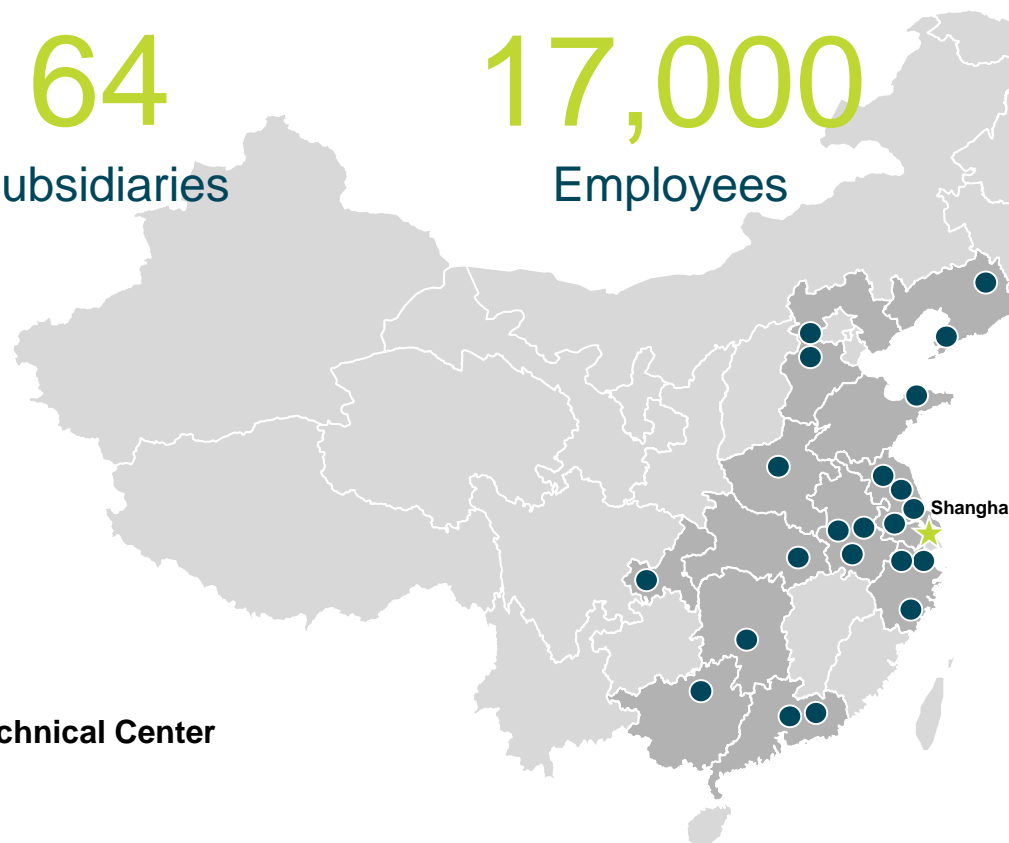 64
17,000
ubsidiaries
Employees
Shangha
chnical Center